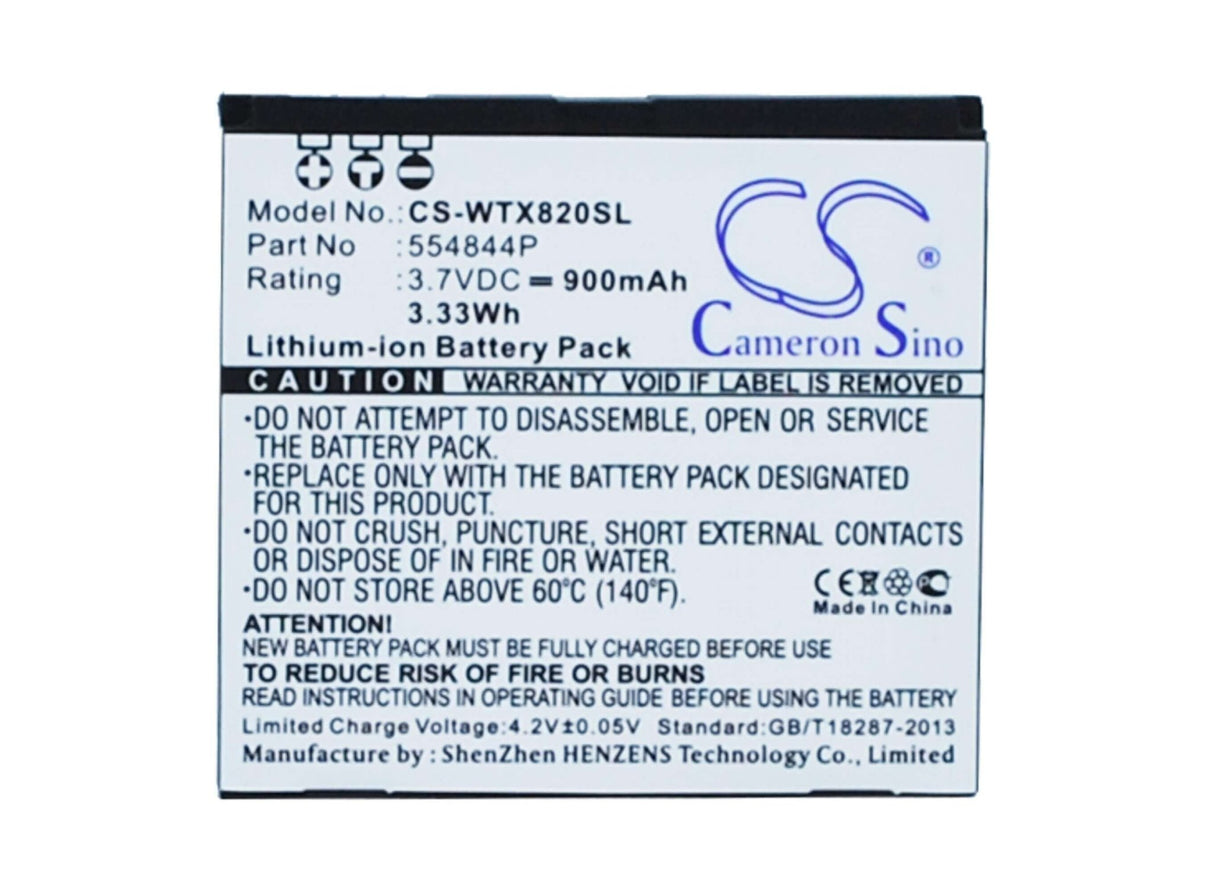 + T −
Model No.: CS-WTX820SL
Part No :554844P
Rating :3.7VDC ═ 900mAh
3.33Wh
Lithium-ion Battery Pack
CS ®
Cameron Sino
CAUTION WARRANTY VOID IF LABEL IS REMOVED
·DO NOT ATTEMPT TO DISASSEMBLE, OPEN OR SERVICE
THE BATTERY PACK.
·REPLACE ONLY WITH THE BATTERY PACK DESIGNATED
FOR THIS PRODUCT.
·DO NOT CRUSH, PUNCTURE, SHORT EXTERNAL CONTACTS
OR DISPOSE OF IN FIRE OR WATER.
·DO NOT STORE ABOVE 60°C (140°F).
CE PC
Made In China
ATTENTION!
NEW BATTERY PACK MUST BE FULLY CHARGED BEFORE USE
TO REDUCE RISK OF FIRE OR BURNS
READ INSTRUCTIONS IN OPERATING GUIDE BEFORE USING THE BATTERY
Limited Charge Voltage:4.2V±0.05V Standard:GB/T18287-2013
Manufacture by : ShenZhen HENZENS Technology Co., Limited